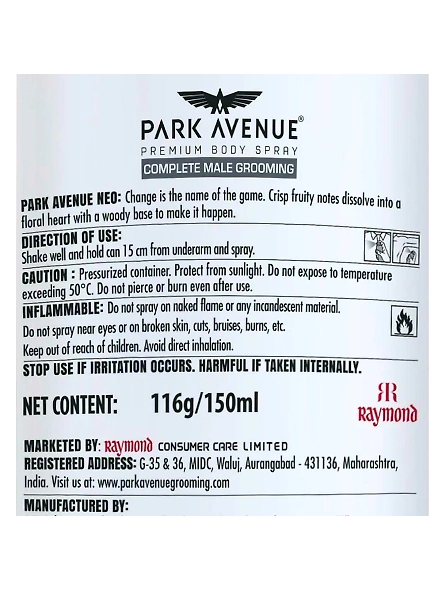 PARK AVENUE®
PREMIUM BODY SPRAY
COMPLETE MALE GROOMING
PARK AVENUE NEO: Change is the name of the game. Crisp fruity notes dissolve into a
floral heart with a woody base to make it happen.
DIRECTION OF USE:
Shake well and hold can 15 cm from underarm and spray.
CAUTION : Pressurized container. Protect from sunlight. Do not expose to temperature
exceeding 50°C. Do not pierce or burn even after use.
INFLAMMABLE: Do not spray on naked flame or any incandescent material.
Do not spray near eyes or on broken skin, cuts, bruises, burns, etc.
Keep out of reach of children. Avoid direct inhalation.
STOP USE IF IRRITATION OCCURS. HARMFUL IF TAKEN INTERNALLY.
NET CONTENT: 116g/150ml
Raymond
MARKETED BY: Raymond CONSUMER CARE LIMITED
REGISTERED ADDRESS: G-35 & 36, MIDC, Waluj, Aurangabad - 431136, Maharashtra,
India. Visit us at: www.parkavenuegrooming.com
MANUFACTURED BY: